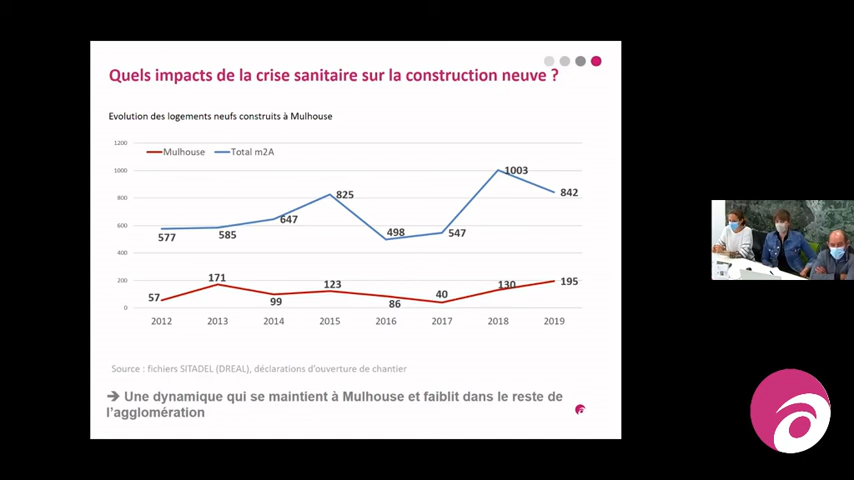 Quels impacts de la crise sanitaire sur la construction neuve ?
Evolution des logements neufs construits à Mulhouse
1200
1000
800
600
400
200
0
Mulhouse
Total m2A
577
585
647
825
498
547
1003
842
57
171
99
123
86
40
130
195
2012 2013 2014 2015 2016 2017 2018 2019
Source : fichiers SITADEL (DREAL), déclarations d'ouverture de chantier
➔ Une dynamique qui se maintient à Mulhouse et faiblit dans le reste de
l'agglomération